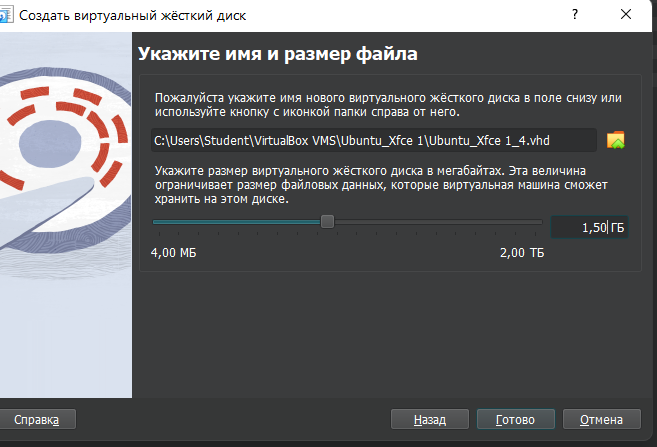 Создать виртуальный жёсткий диск
?
Укажите имя и размер файла
Пожалуйста укажите имя нового виртуального жёсткого диска в поле снизу или
используйте кнопку с иконкой папки справа от него.
C:\Users\Student\VirtualBox VMS\Ubuntu_Xfce 1\Ubuntu_Xfce 1_4.vhd
Укажите размер виртуального жёсткого диска в мегабайтах. Эта величина
ограничивает размер файловых данных, которые виртуальная машина сможет
хранить на этом диске.
1,50 ГБ
4,00 МБ 2,00 ТБ
Справка Назад Готово Отмена